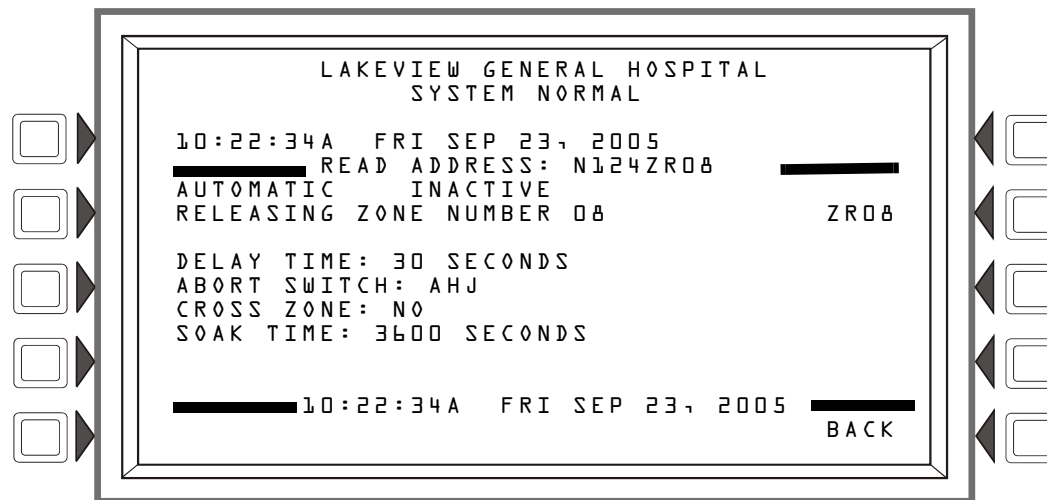 LAKEVIEW GENERAL HOSPITAL
SYSTEM NORMAL
10:22:34A FRI SEP 23, 2005
READ ADDRESS: N124ZR08
AUTOMATIC INACTIVE
RELEASING ZONE NUMBER 08 ZR08
DELAY TIME: 30 SECONDS
ABORT SWITCH: AHJ
CROSS ZONE: NO
SOAK TIME: 3600 SECONDS
10:22:34A FRI SEP 23, 2005
BACK